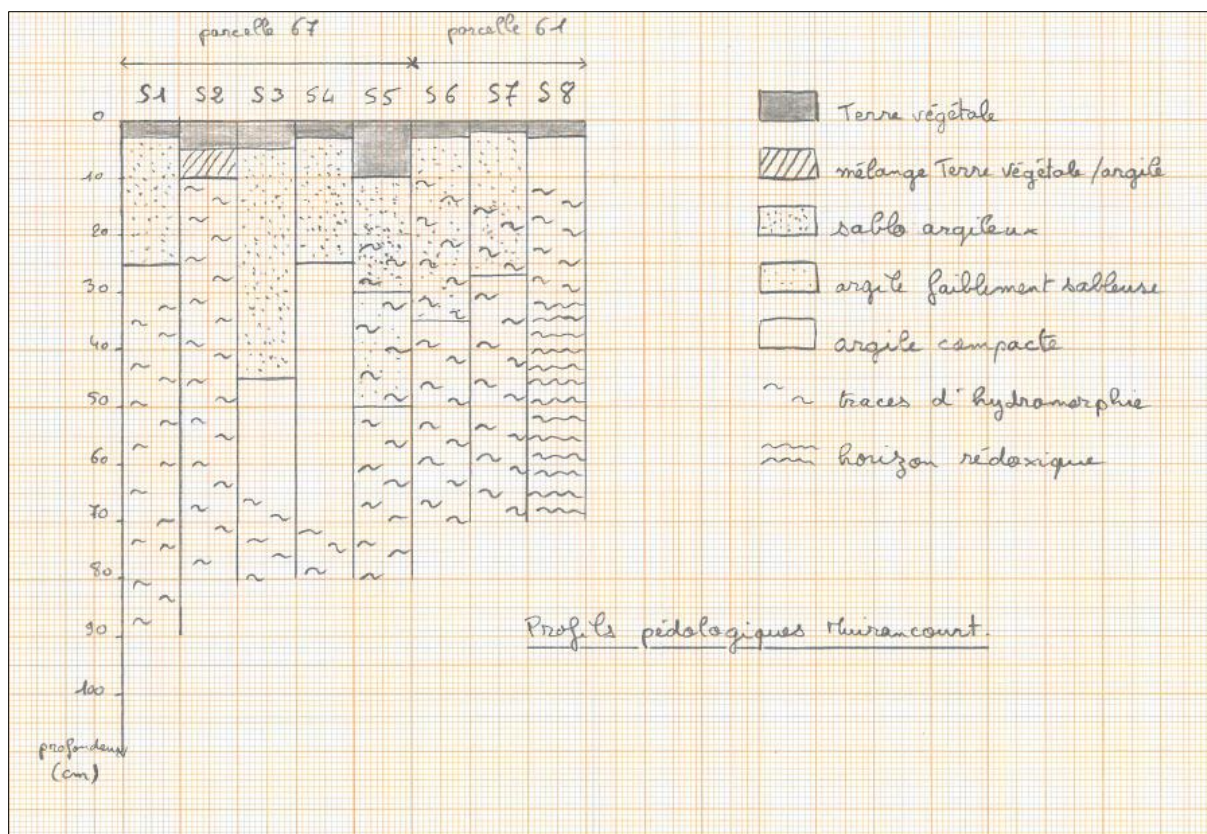 parcelle 67 parcelle 61
S1 S2 S3 S4 S5 S6 S7 S8
0
10
20
30
40
50
60
70
80
90
100
profondeur
(cm)
Terre végétale
mélange Terre végétale/argile
sablo argileux
argile faiblement sableuse
argile compacte
traces d'hydromorphie
horizon rédoxique
Profils pédologiques Muirancourt.